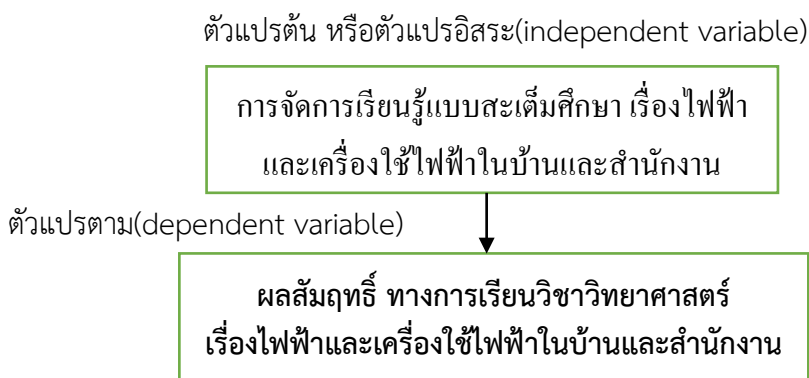 ตัวแปรต้น หรือตัวแปรอิสระ(independent variable)
การจัดการเรียนรู้แบบสะเต็มศึกษา เรื่องไฟฟ้า
และเครื่องใช้ไฟฟ้าในบ้านและสำนักงาน
ตัวแปรตาม(dependent variable)
ผลสัมฤทธิ์ ทางการเรียนวิชาวิทยาศาสตร์
เรื่องไฟฟ้าและเครื่องใช้ไฟฟ้าในบ้านและสำนักงาน